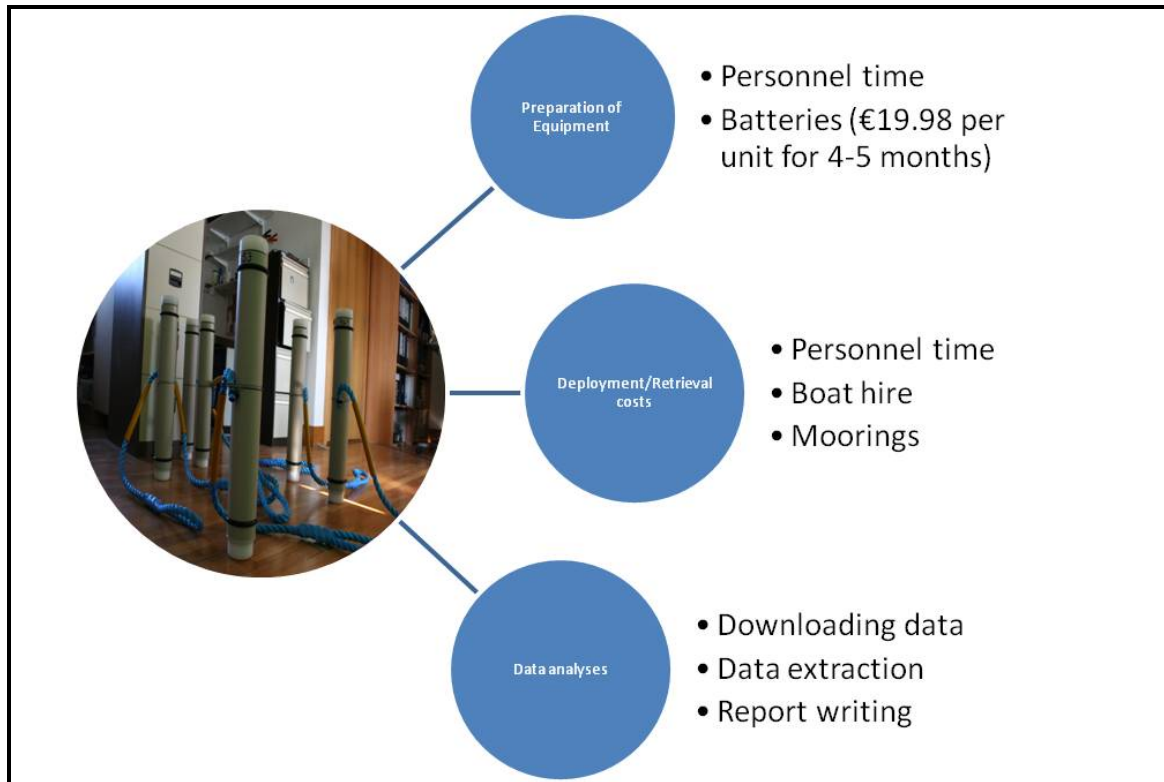 Preparation of
Equipment
• Personnel time
• Batteries (€19.98 per
unit for 4-5 months)
Deployment/Retrieval
costs
• Personnel time
• Boat hire
• Moorings
Data analyses
• Downloading data
• Data extraction
• Report writing